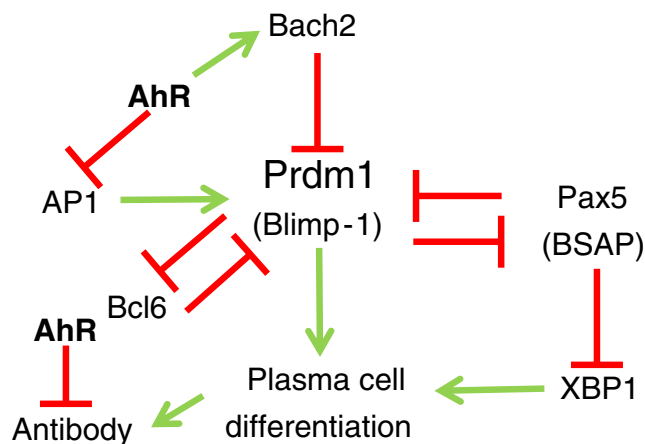 Bach2
AhR
Prdm1
AP1
(Blimp-1)
Pax5
(BSAP)
Bcl6
AhR
Plasma cell
differentiation
XBP1
Antibody